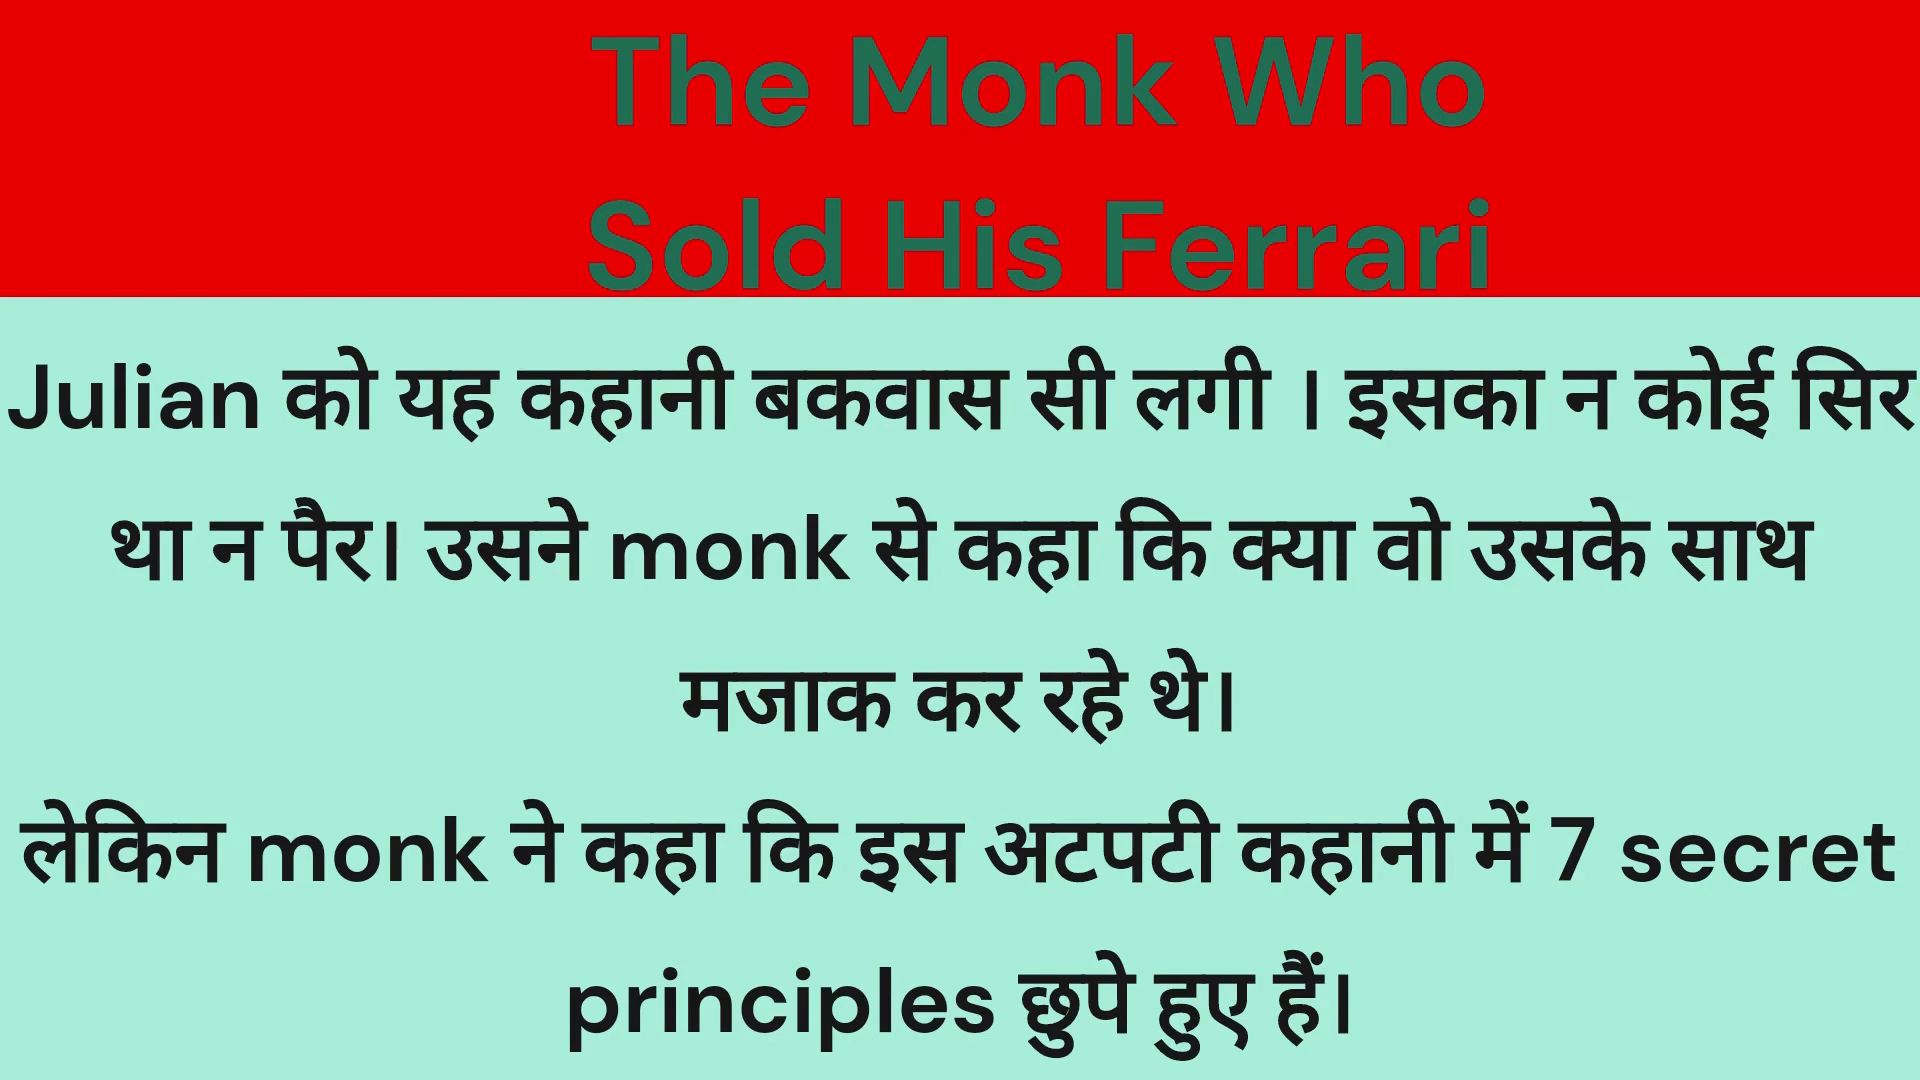 The Monk Who
Sold His Ferrari
Julian को यह कहानी बकवास सी लगी । इसका न कोई सिर
था न पैर। उसने monk से कहा कि क्या वो उसके साथ
मजाक कर रहे थे।
लेकिन monk ने कहा कि इस अटपटी कहानी में 7 secret
principles छुपे हुए हैं।